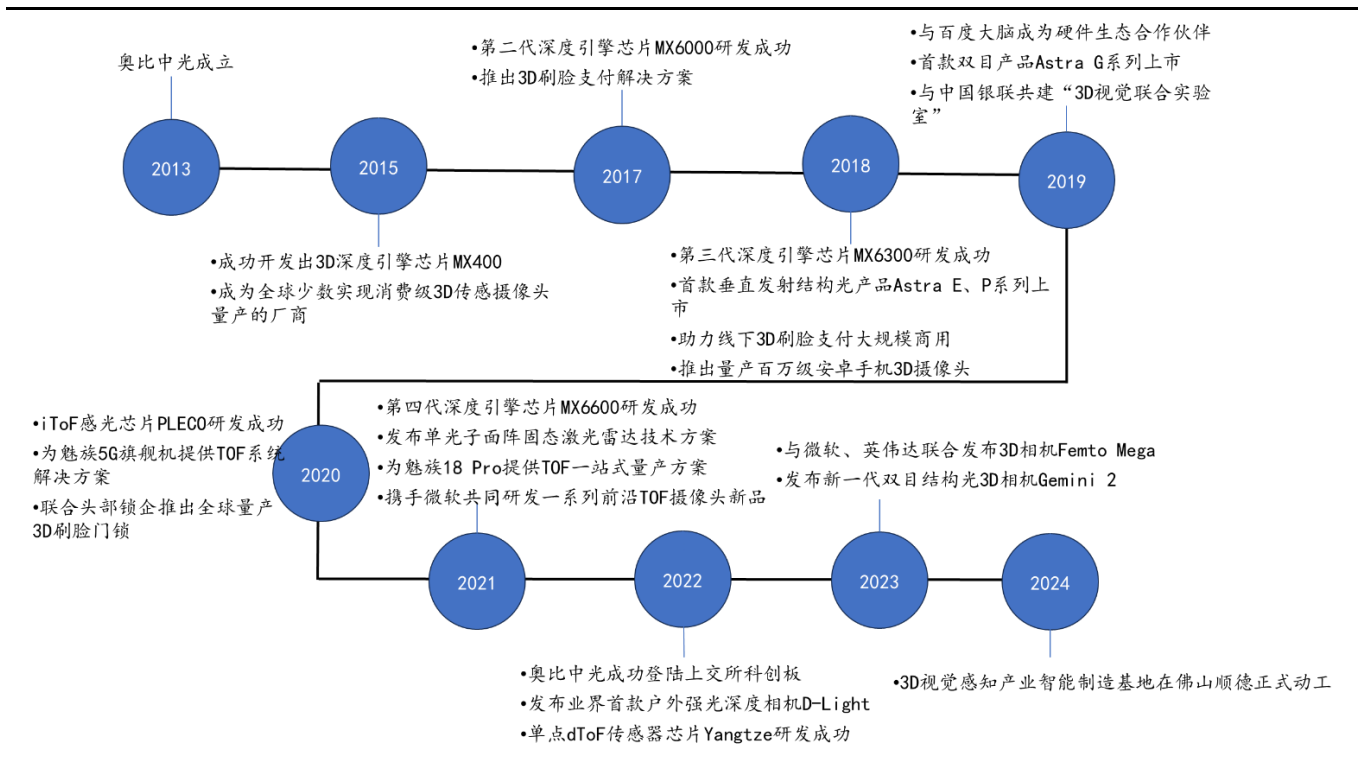 奥比中光成立
2013
2015
•成功开发出3D深度引擎芯片MX400
•成为全球少数实现消费级3D传感摄像头
量产的厂商
•第二代深度引擎芯片MX6000研发成功
•推出3D刷脸支付解决方案
2017
2018
•第三代深度引擎芯片MX6300研发成功
•首款垂直发射结构光产品Astra E、P系列上
市
•助力线下3D刷脸支付大规模商用
•推出量产百万级安卓手机3D摄像头
•与百度大脑成为硬件生态合作伙伴
•首款双目产品Astra G系列上市
•与中国银联共建“3D视觉联合实验
室”
2019
•iToF感光芯片PLECO研发成功
•为魅族5G旗舰机提供TOF系统
解决方案
•联合头部锁企推出全球量产
3D刷脸门锁
2020
•第四代深度引擎芯片MX6600研发成功
•发布单光子面阵固态激光雷达技术方案
•为魅族18 Pro提供TOF一站式量产方案
•携手微软共同研发一系列前沿TOF摄像头新品
2021
2022
•奥比中光成功登陆上交所科创板
•发布业界首款户外强光深度相机D-Light
•单点dToF传感器芯片Yangtze研发成功
•与微软、英伟达联合发布3D相机Femto Mega
•发布新一代双目结构光3D相机Gemini 2
2023
2024
•3D视觉感知产业智能制造基地在佛山顺德正式动工